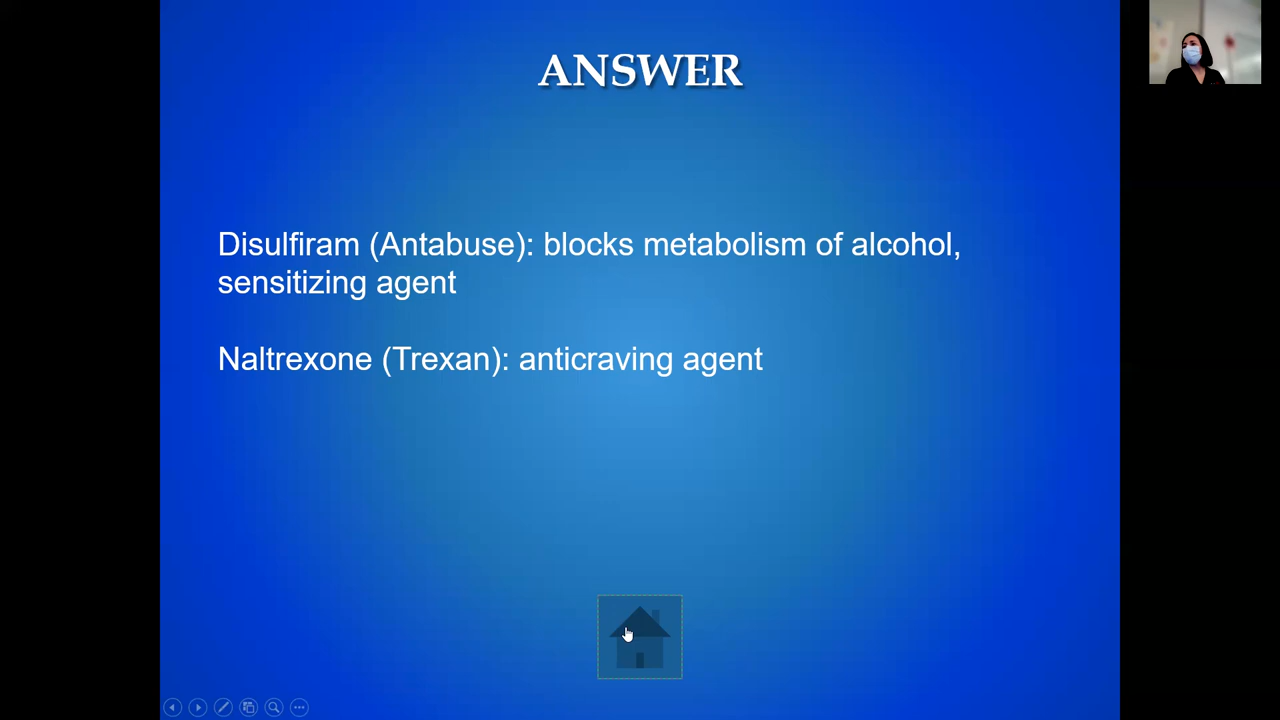 ANSWER
Disulfiram (Antabuse): blocks metabolism of alcohol,
sensitizing agent
Naltrexone (Trexan): anticraving agent